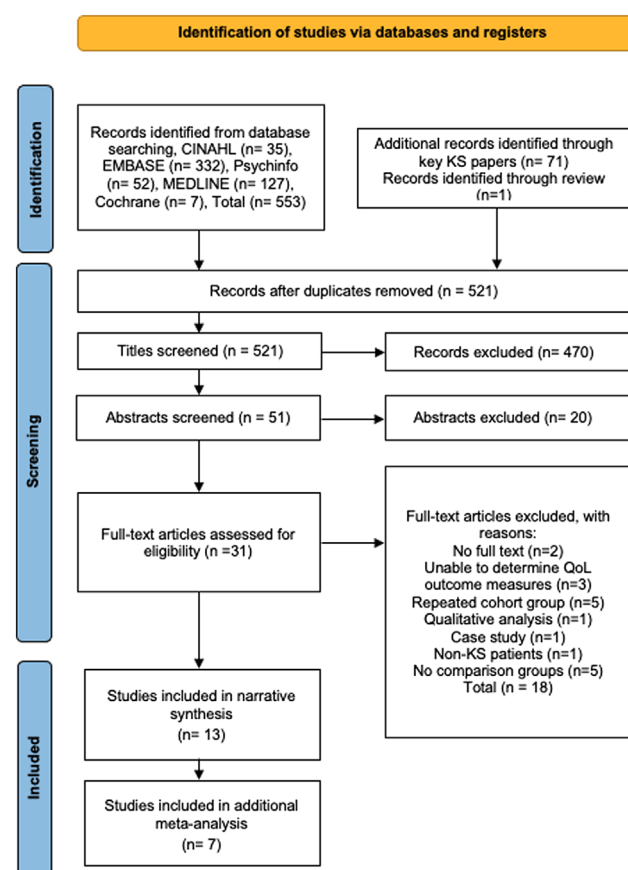 Identification of studies via databases and registers
Identification
Records identified from database
searching, CINAHL (n= 35),
EMBASE (n= 332), Psychinfo
(n= 52), MEDLINE (n= 127),
Cochrane (n= 7), Total (n= 553)
Additional records identified through
key KS papers (n= 71)
Records identified through review
(n=1)
Screening
Records after duplicates removed (n = 521)
Titles screened (n = 521)
Records excluded (n= 470)
Abstracts screened (n= 51)
Abstracts excluded (n= 20)
Full-text articles assessed for
eligibility (n =31)
Full-text articles excluded, with
reasons:
No full text (n=2)
Unable to determine QoL
outcome measures (n=3)
Repeated cohort group (n=5)
Qualitative analysis (n=1)
Case study (n=1)
Non-KS patients (n=1)
No comparison groups (n=5)
Total (n = 18)
Included
Studies included in narrative
synthesis
(n= 13)
Studies included in additional
meta-analysis
(n= 7)